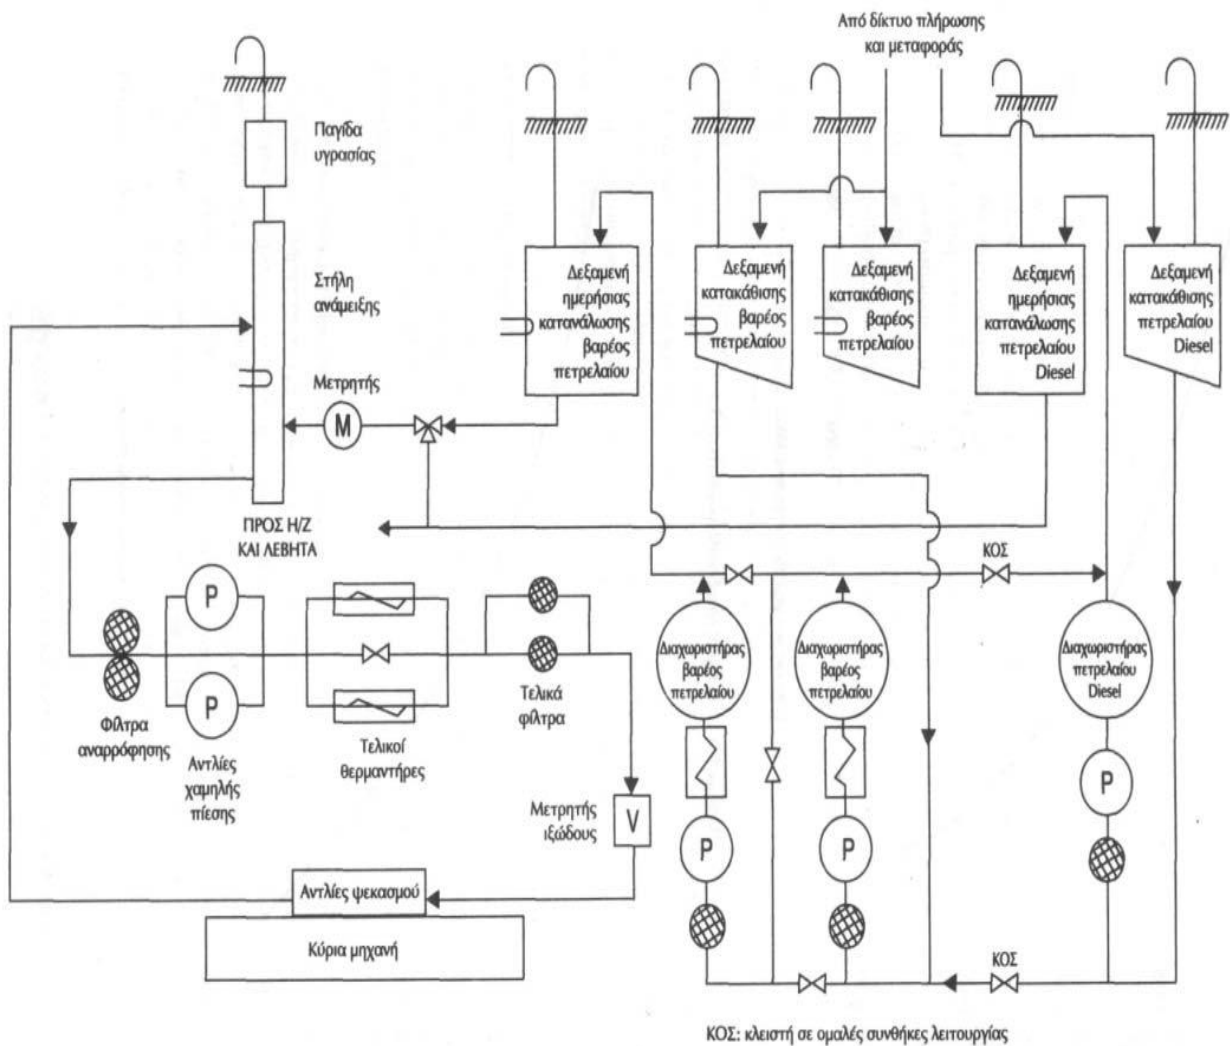 Από δίκτυο πλήρωσης
και μεταφοράς
Παγίδα
υγρασίας
Στήλη
ανάμειξης
Μετρητής
M
Δεξαμενή
ημερήσιας
κατανάλωσης
βαρέος
πετρελαίου
Δεξαμενή
κατακάθισης
βαρέος
πετρελαίου
Δεξαμενή
κατακάθισης
βαρέος
πετρελαίου
Δεξαμενή
ημερήσιας
κατανάλωσης
πετρελαίου
Diesel
Δεξαμενή
κατακάθισης
πετρελαίου
Diesel
ΠΡΟΣ Η/Ζ
ΚΑΙ ΛΕΒΗΤΑ
ΚΟΣ
P
P
Φίλτρα
αναρρόφησης
Αντλίες
χαμηλής
πίεσης
Τελικοί
θερμαντήρες
Τελικά
φίλτρα
Διαχωριστήρας
βαρέος
πετρελαίου
Διαχωριστήρας
βαρέος
πετρελαίου
Διαχωριστήρας
πετρελαίου
Diesel
P
P
P
Μετρητής
ιξώδους
V
Αντλίες ψεκασμού
Κύρια μηχανή
ΚΟΣ
ΚΟΣ: κλειστή σε ομαλές συνθήκες λειτουργίας